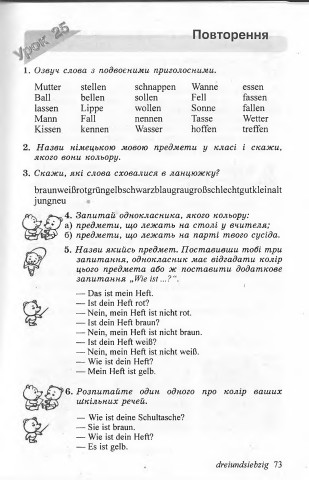 Урок 25
Повторення
1. Озвуч слова з подвоєними приголосними.
Mutter stellen schnappen Wanne essen
Ball bellen sollen Fell fassen
lassen Lippe wollen Sonne fallen
Mann Fall nennen Tasse Wetter
Kissen kennen Wasser hoffen treffen
2. Назви німецькою мовою предмети у класі і скажи,
якого вони кольору.
3. Скажи, які слова сховалися в ланцюжку?
braunweißrotgrüngelbschwarzblaugraugroßschlechtgutkleinalt
jungneu
4. Запитай однокласника, якого кольору:
а) предмети, що лежать на столі у вчителя;
б) предмети, що лежать на парті твого сусіда.
5. Назви якийсь предмет. Поставивши тобі три
запитання, однокласник має відгадати колір
цього предмета або ж поставити додаткове
запитання „Wie ist ...?“.
— Das ist mein Heft.
— Ist dein Heft rot?
— Nein, mein Heft ist nicht rot.
— Ist dein Heft braun?
— Nein, mein Heft ist nicht braun.
— Ist dein Heft weiß?
— Nein, mein Heft ist nicht weiß.
— Wie ist dein Heft?
— Mein Heft ist gelb.
6. Розпитайте один одного про колір ваших
шкільних речей.
— Wie ist deine Schultasche?
— Sie ist braun.
— Wie ist dein Heft?
— Es ist gelb.
dreiundsiebzig 73